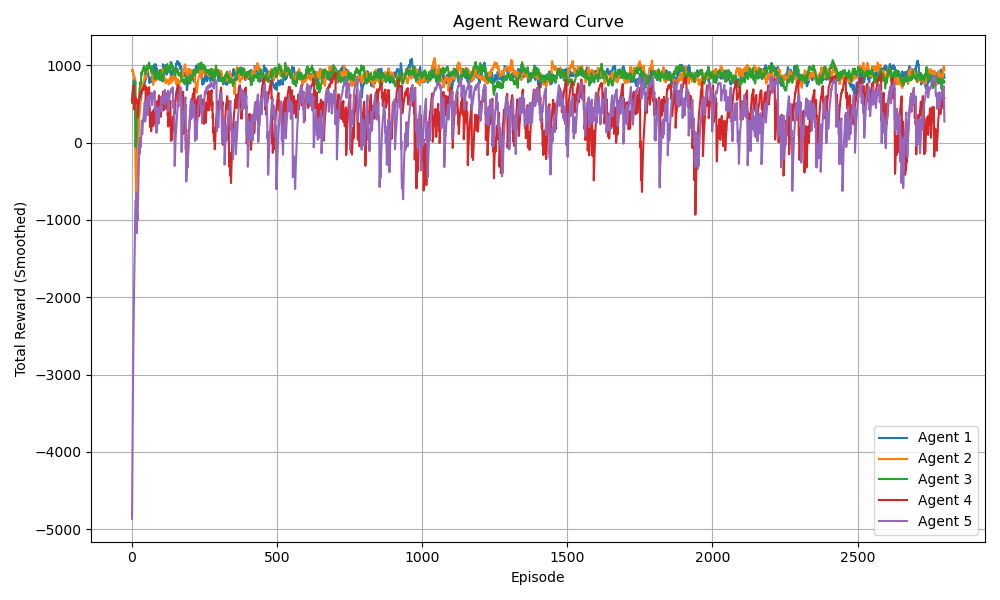 Agent Reward Curve
Total Reward (Smoothed)
1000
0
−1000
−2000
−3000
−4000
−5000
0 500 1000 1500 2000 2500
Episode
Agent 1
Agent 2
Agent 3
Agent 4
Agent 5